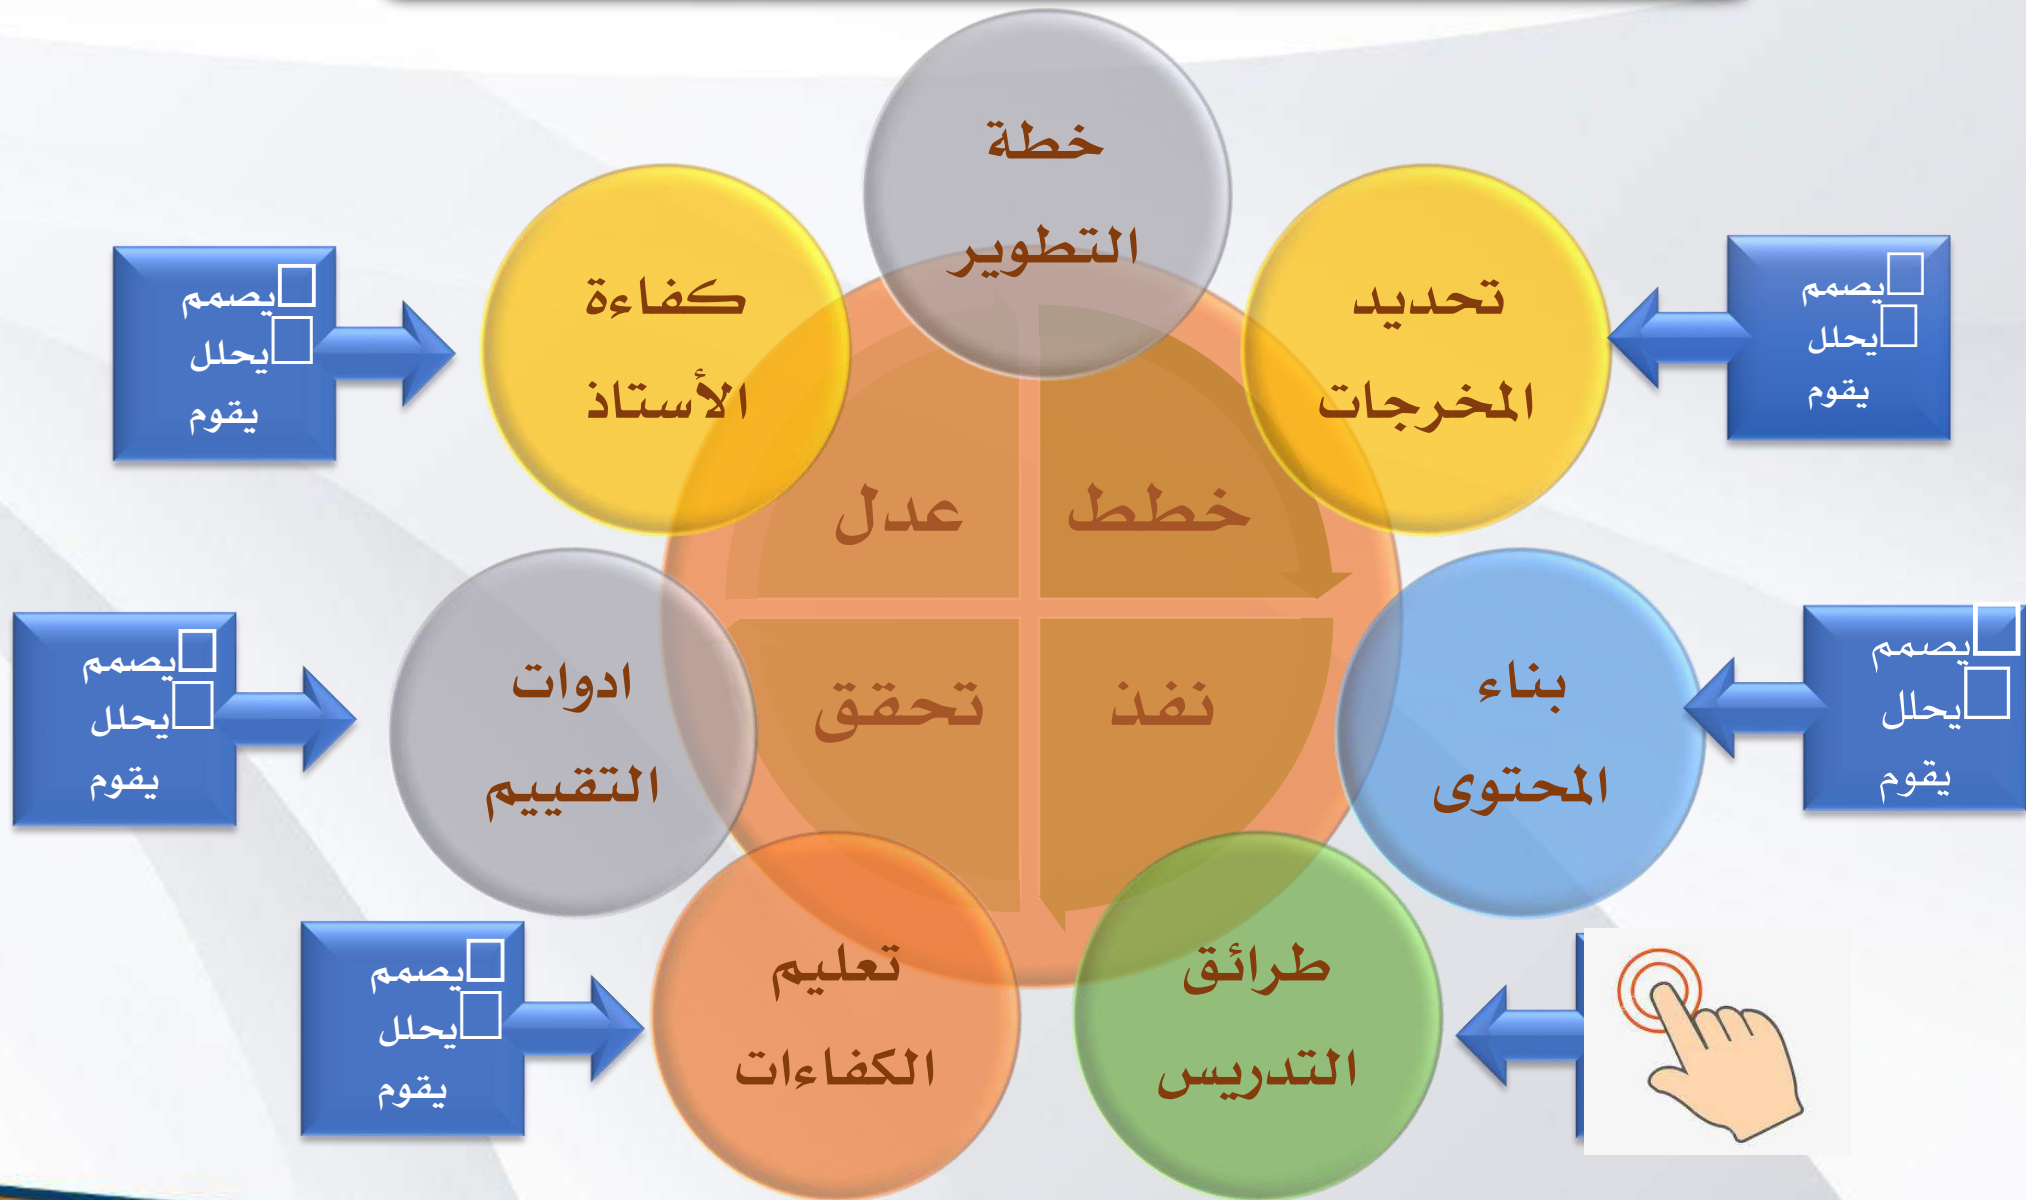 خطة
التطوير
تحديد
المخرجات
يصمم
يحلل
يقوم
كفاءة
الأستاذ
يصمم
يحلل
يقوم
خطط
عدل
نفذ
تحقق
بناء
المحتوى
يصمم
يحلل
يقوم
ادوات
التقييم
يصمم
يحلل
يقوم
طرائق
التدريس
تعليم
الكفاءات
يصمم
يحلل
يقوم